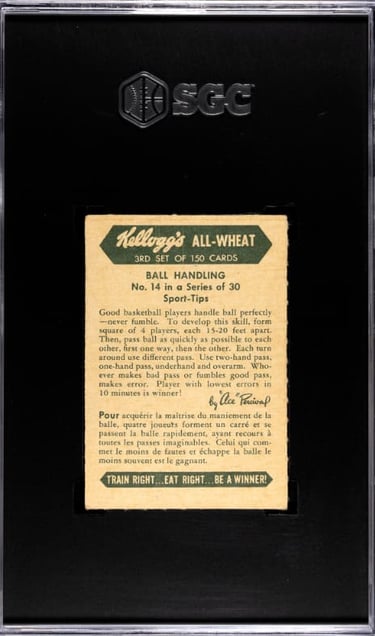 SGC
Kellogg's ALL-WHEAT
3RD SET OF 150 CARDS
BALL HANDLING
No. 14 in a Series of 30
Sport-Tips
Good basketball players handle ball perfectly
—never fumble. To develop this skill, form
square of 4 players, each 15-20 feet apart.
Then, pass ball as quickly as possible to each
other, first one way, then the other. Each turn
around use different pass. Use two-hand pass,
one-hand pass, underhand and overarm. Who-
ever makes bad pass or fumbles good pass,
makes error. Player with lowest errors in
10 minutes is winner!
by "Ace" Percival
Pour acquérir la maîtrise du maniement de la
balle, quatre joueurs forment un carré et se
passent la balle rapidement, ayant recours à
toutes les passes imaginables. Celui qui com-
met le moins de fautes et échappe la balle le
moins souvent est le gagnant.
TRAIN RIGHT...EAT RIGHT...BE A WINNER!